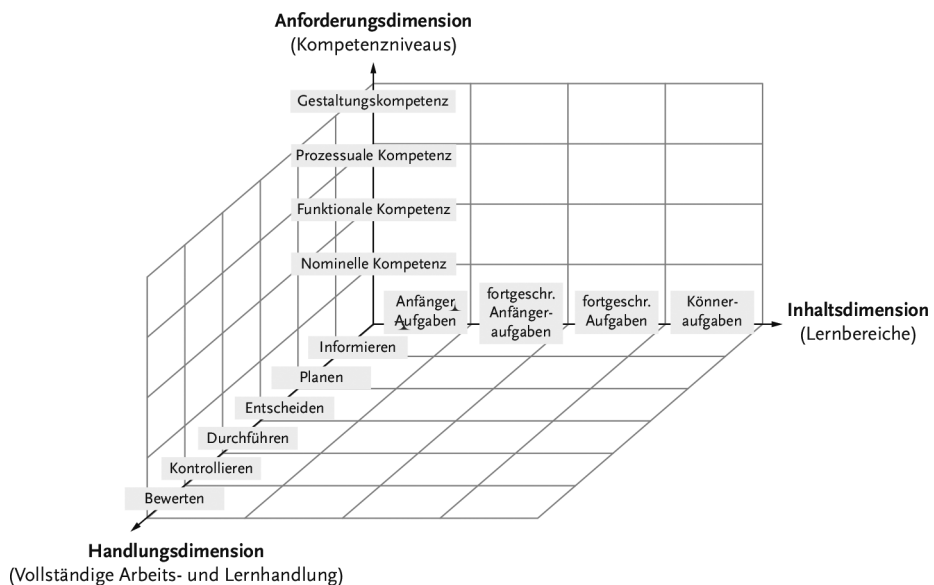 Anforderungsdimension
(Kompetenzniveaus)
Gestaltungskompetenz
Prozessuale Kompetenz
Funktionale Kompetenz
Nominelle Kompetenz
Anfänger
Aufgaben
fortgeschr.
Anfänger-
aufgaben
fortgeschr.
Aufgaben
Könner-
aufgaben
Inhaltsdimension
(Lernbereiche)
Informieren
Planen
Entscheiden
Durchführen
Kontrollieren
Bewerten
Handlungsdimension
(Vollständige Arbeits- und Lernhandlung)